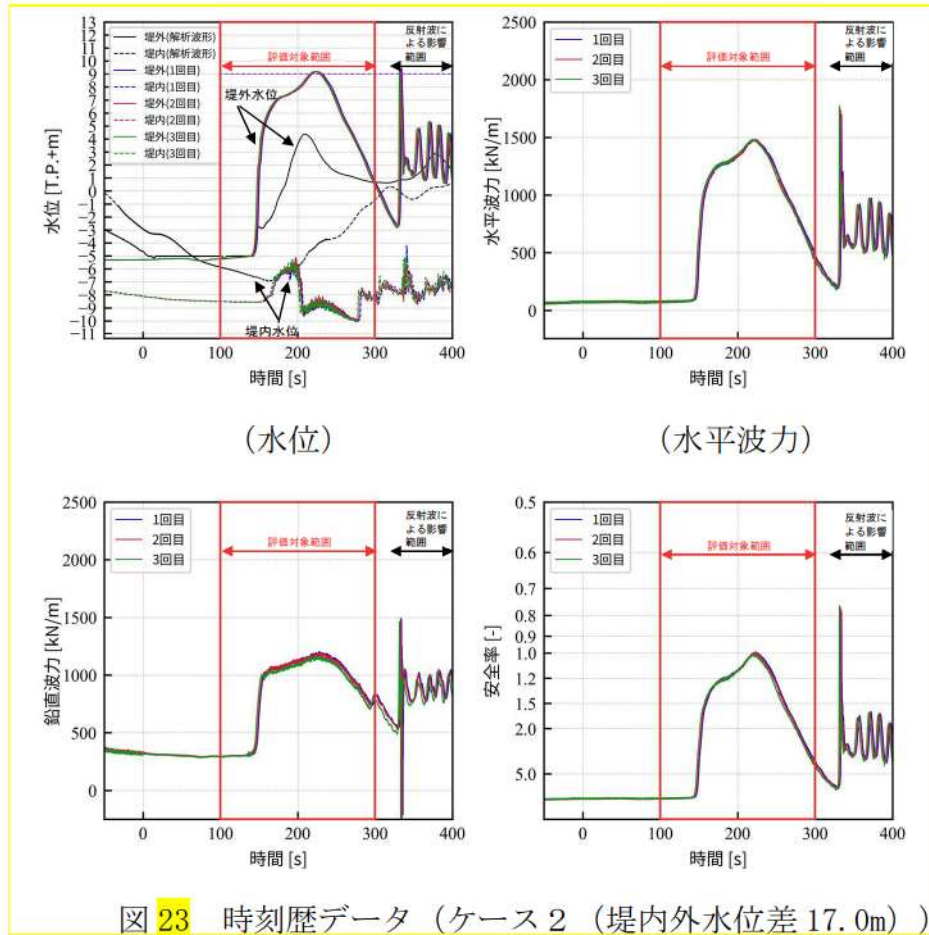 堤外(解析波形)
堤内(解析波形)
堤外(1回目)
堤内(1回目)
堤外(2回目)
堤内(2回目)
堤外(3回目)
堤内(3回目)
評価対象範囲
反射波に
よる影響
範囲
堤外水位
堤内水位
水位 [T.P.+m]
13
12
11
10
9
8
7
6
5
4
3
2
1
0
−1
−2
−3
−4
−5
−6
−7
−8
−9
−10
−11
0 100 200 300 400
時間 [s]
(水位)
1回目
2回目
3回目
評価対象範囲
反射波に
よる影響
範囲
水平波力 [kN/m]
2500
2000
1500
1000
500
0
0 100 200 300 400
時間 [s]
(水平波力)
1回目
2回目
3回目
評価対象範囲
反射波に
よる影響
範囲
鉛直波力 [kN/m]
2500
2000
1500
1000
500
0
0 100 200 300 400
時間 [s]
1回目
2回目
3回目
評価対象範囲
反射波に
よる影響
範囲
安全率 [-]
0.5
0.6
0.7
0.8
0.9
1.0
1.2
1.5
2.0
5.0
0 100 200 300 400
時間 [s]
図 23 時刻歴データ（ケース２（堤内外水位差 17.0m））